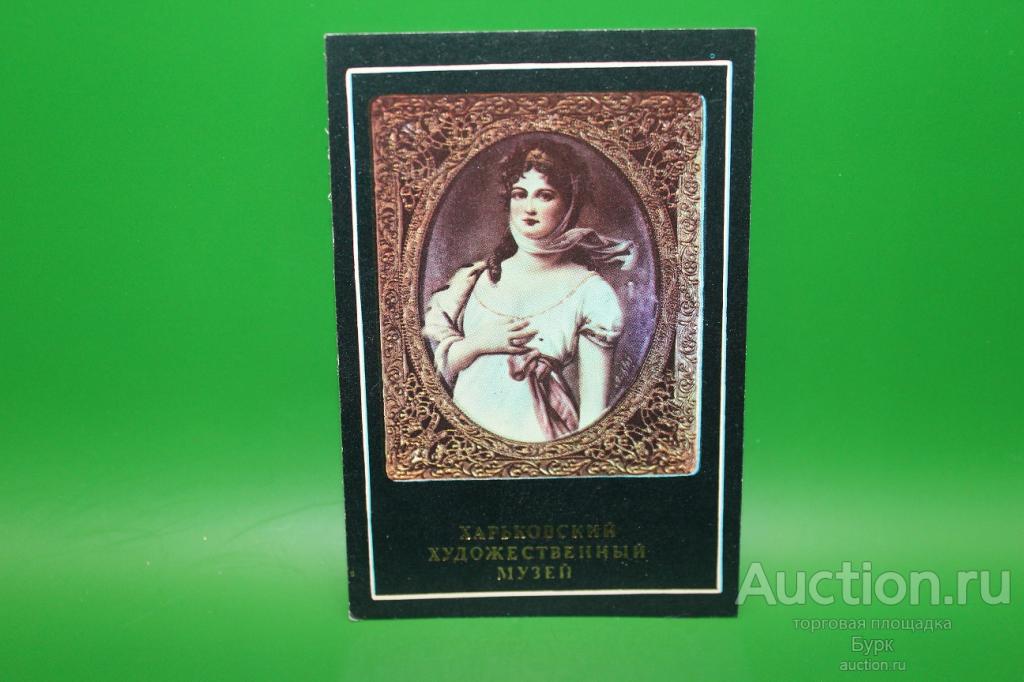 ХАРЬКОВСКИЙ
ХУДОЖЕСТВЕННЫЙ
МУЗЕЙ
Auction.ru
торговая площадка
Бурк
auction.ru